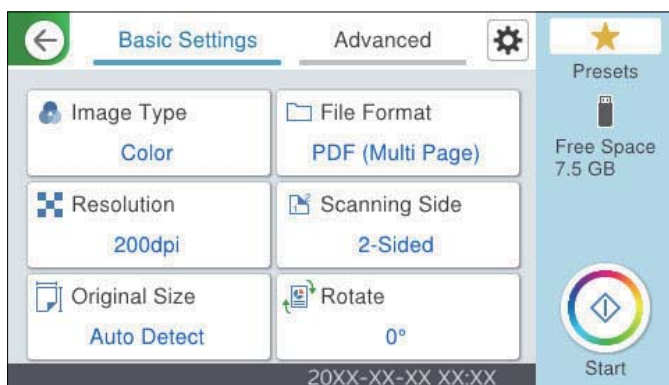 Basic Settings
Advanced
Presets
Free Space
7.5 GB
Image Type
Color
File Format
PDF (Multi Page)
Resolution
200dpi
Scanning Side
2-Sided
Original Size
Auto Detect
Rotate
0°
Start
20XX-XX-XX XX:XX